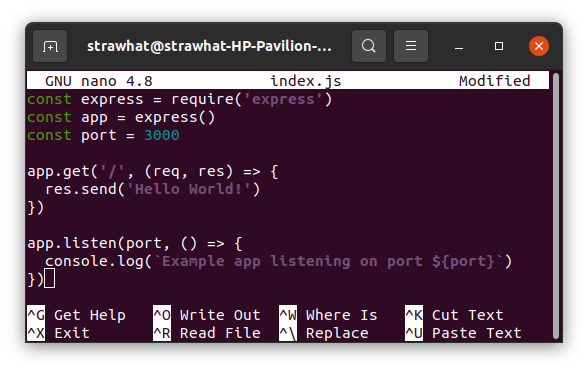 strawhat@strawhat-HP-Pavilion-...
GNU nano 4.8 index.js Modified
const express = require('express')
const app = express()
const port = 3000

app.get('/', (req, res) => {
  res.send('Hello World!')
})

app.listen(port, () => {
  console.log(`Example app listening on port ${port}`)
})
^G Get Help ^O Write Out ^W Where Is ^K Cut Text
^X Exit ^R Read File ^\ Replace ^U Paste Text